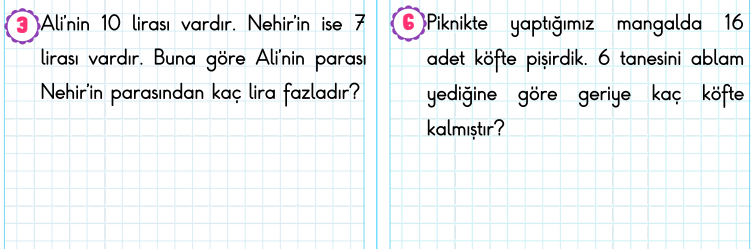 3 Ali'nin 10 lirası vardır. Nehir'in ise 7
lirası vardır. Buna göre Ali'nin parası
Nehir'in parasından kaç lira fazladır?
6 Piknikte yaptığımız mangalda 16
adet köfte pişirdik. 6 tanesini ablam
yediğine göre geriye kaç köfte
kalmıştır?